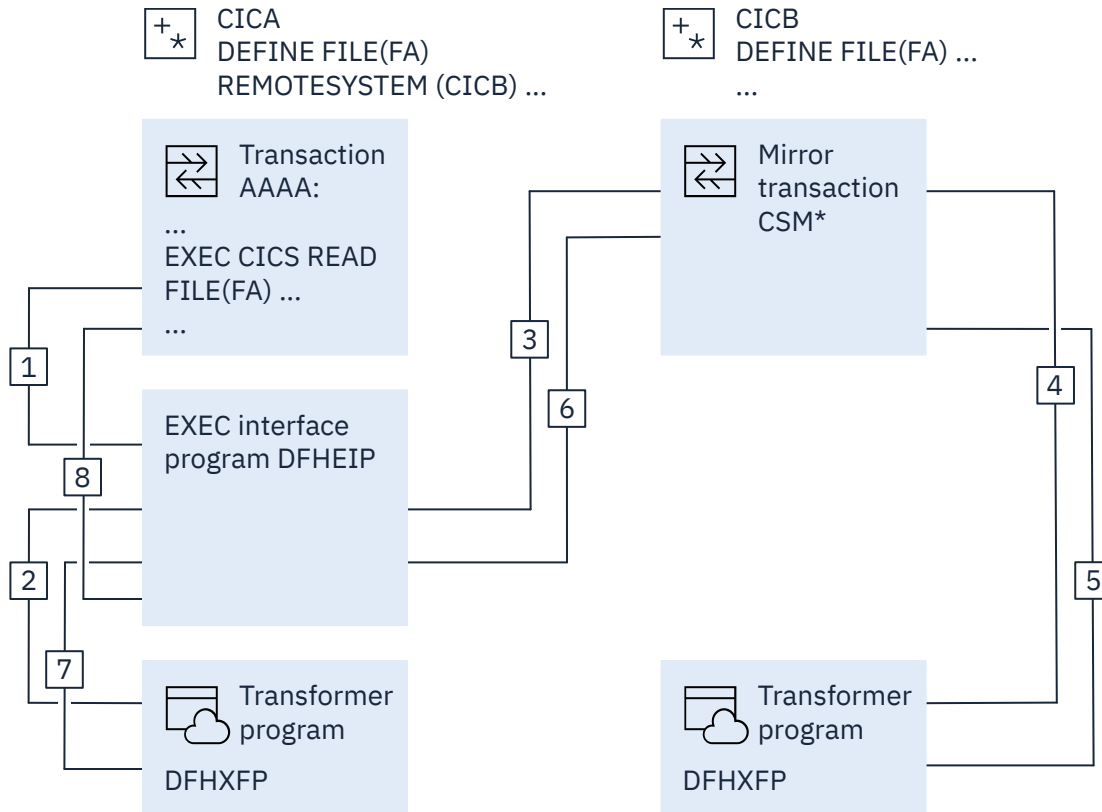 CICA
DEFINE FILE(FA)
REMOTESYSTEM (CICB) ...
CICB
DEFINE FILE(FA) ...
...
Transaction
AAAA:
...
EXEC CICS READ
FILE(FA) ...
...
Mirror
transaction
CSM*
1
3
4
6
EXEC interface
program DFHEIP
8
2
5
7
Transformer
program
DFHXFP
Transformer
program
DFHXFP